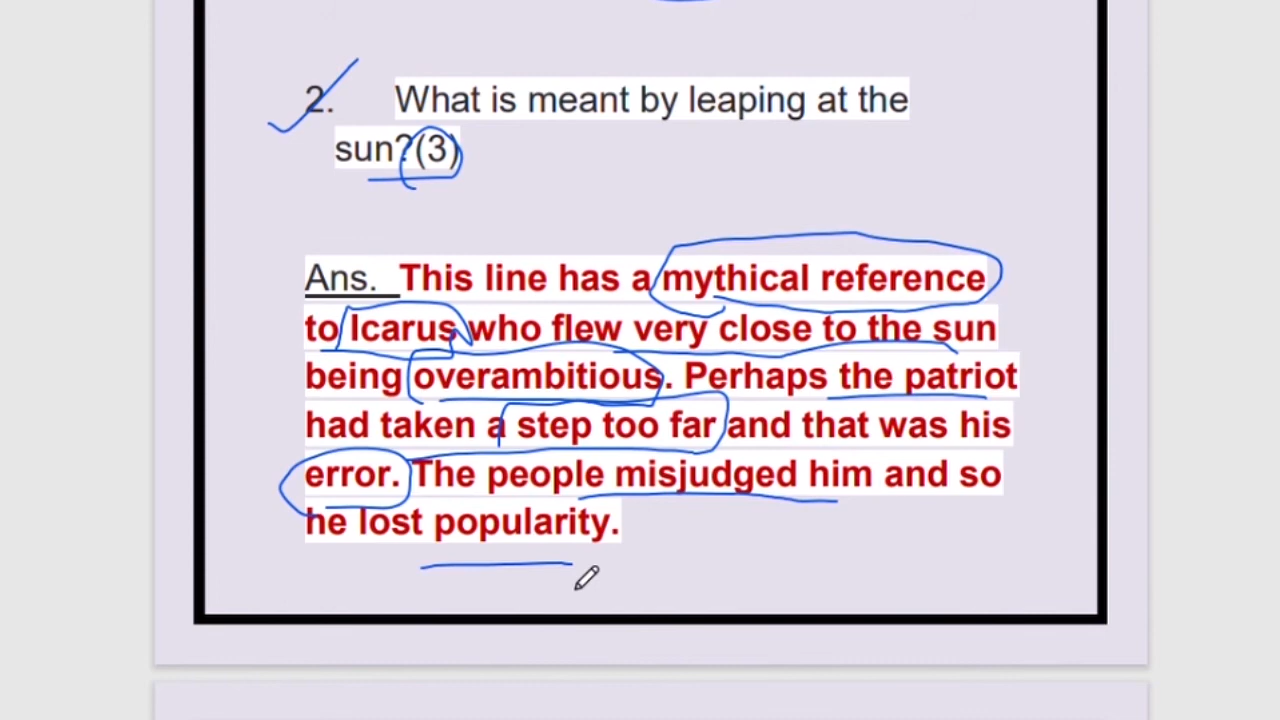 2. What is meant by leaping at the
sun?(3)
Ans. This line has a mythical reference
to Icarus who flew very close to the sun
being overambitious. Perhaps the patriot
had taken a step too far and that was his
error. The people misjudged him and so
he lost popularity.